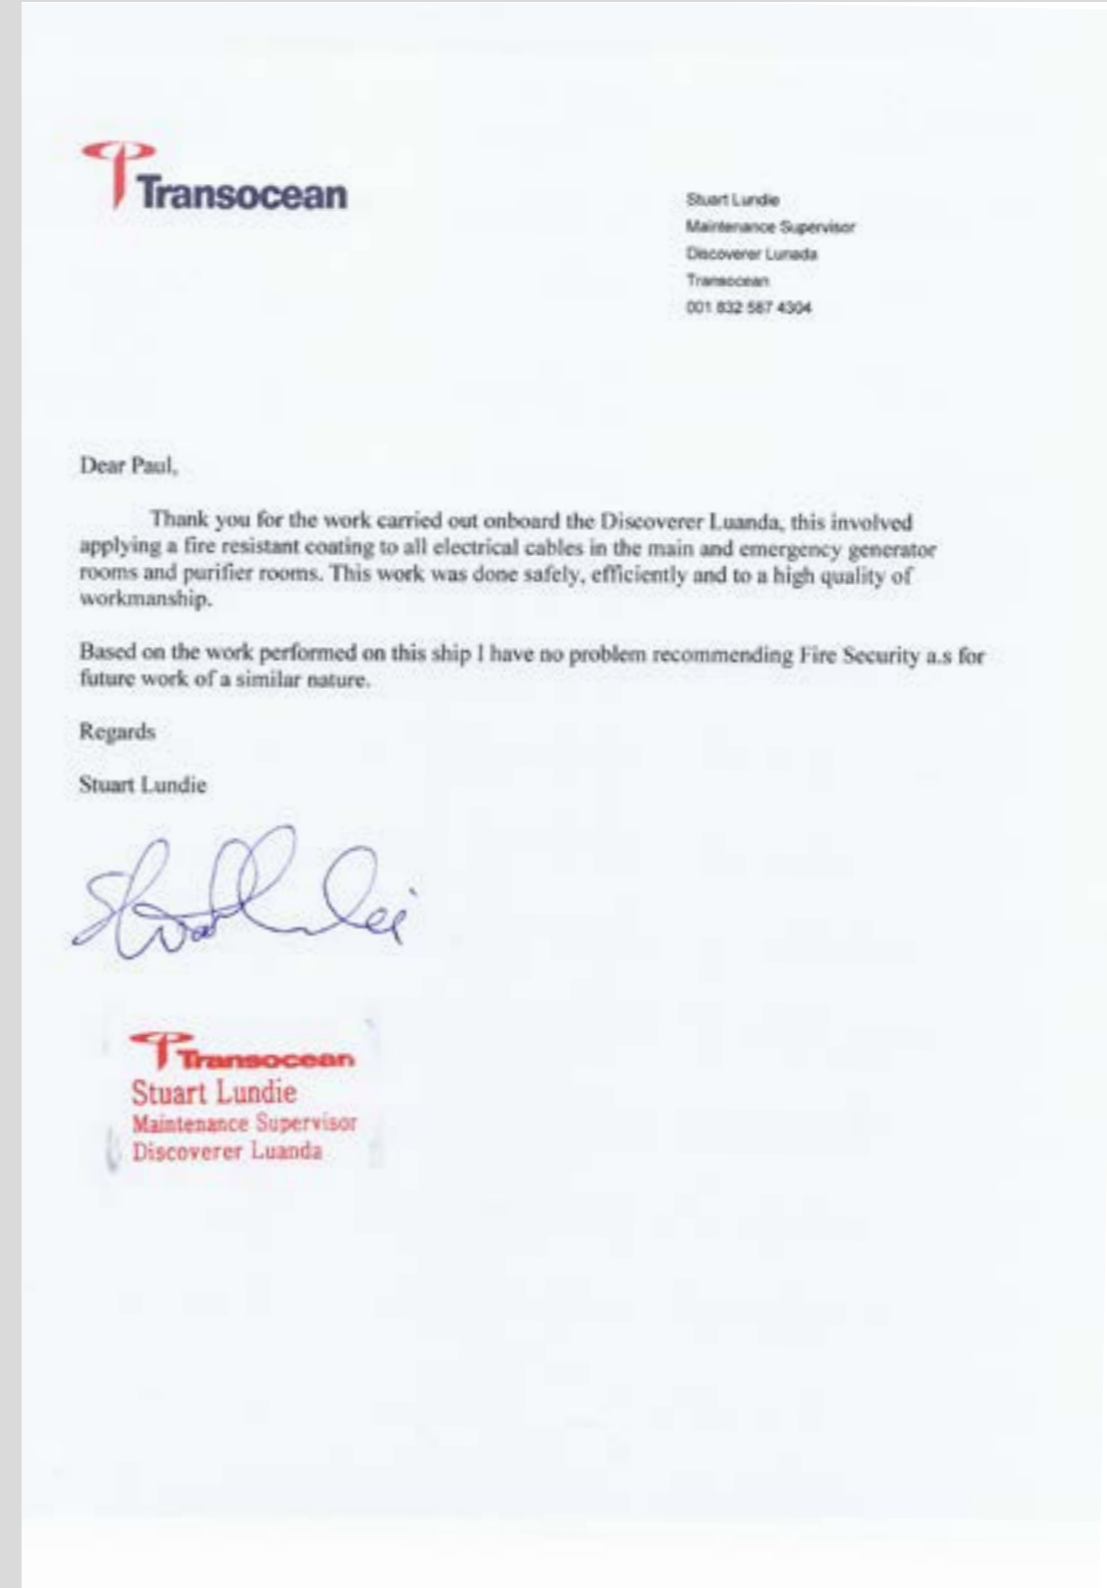 Transocean
Stuart Lundie
Maintenance Supervisor
Discoverer Lunada
Transocean
001 832 587 4304
Dear Paul,
Thank you for the work carried out onboard the Discoverer Luanda, this involved
applying a fire resistant coating to all electrical cables in the main and emergency generator
rooms and purifier rooms. This work was done safely, efficiently and to a high quality of
workmanship.
Based on the work performed on this ship I have no problem recommending Fire Security a.s for
future work of a similar nature.
Regards
Stuart Lundie
Transocean
Stuart Lundie
Maintenance Supervisor
Discoverer Luanda